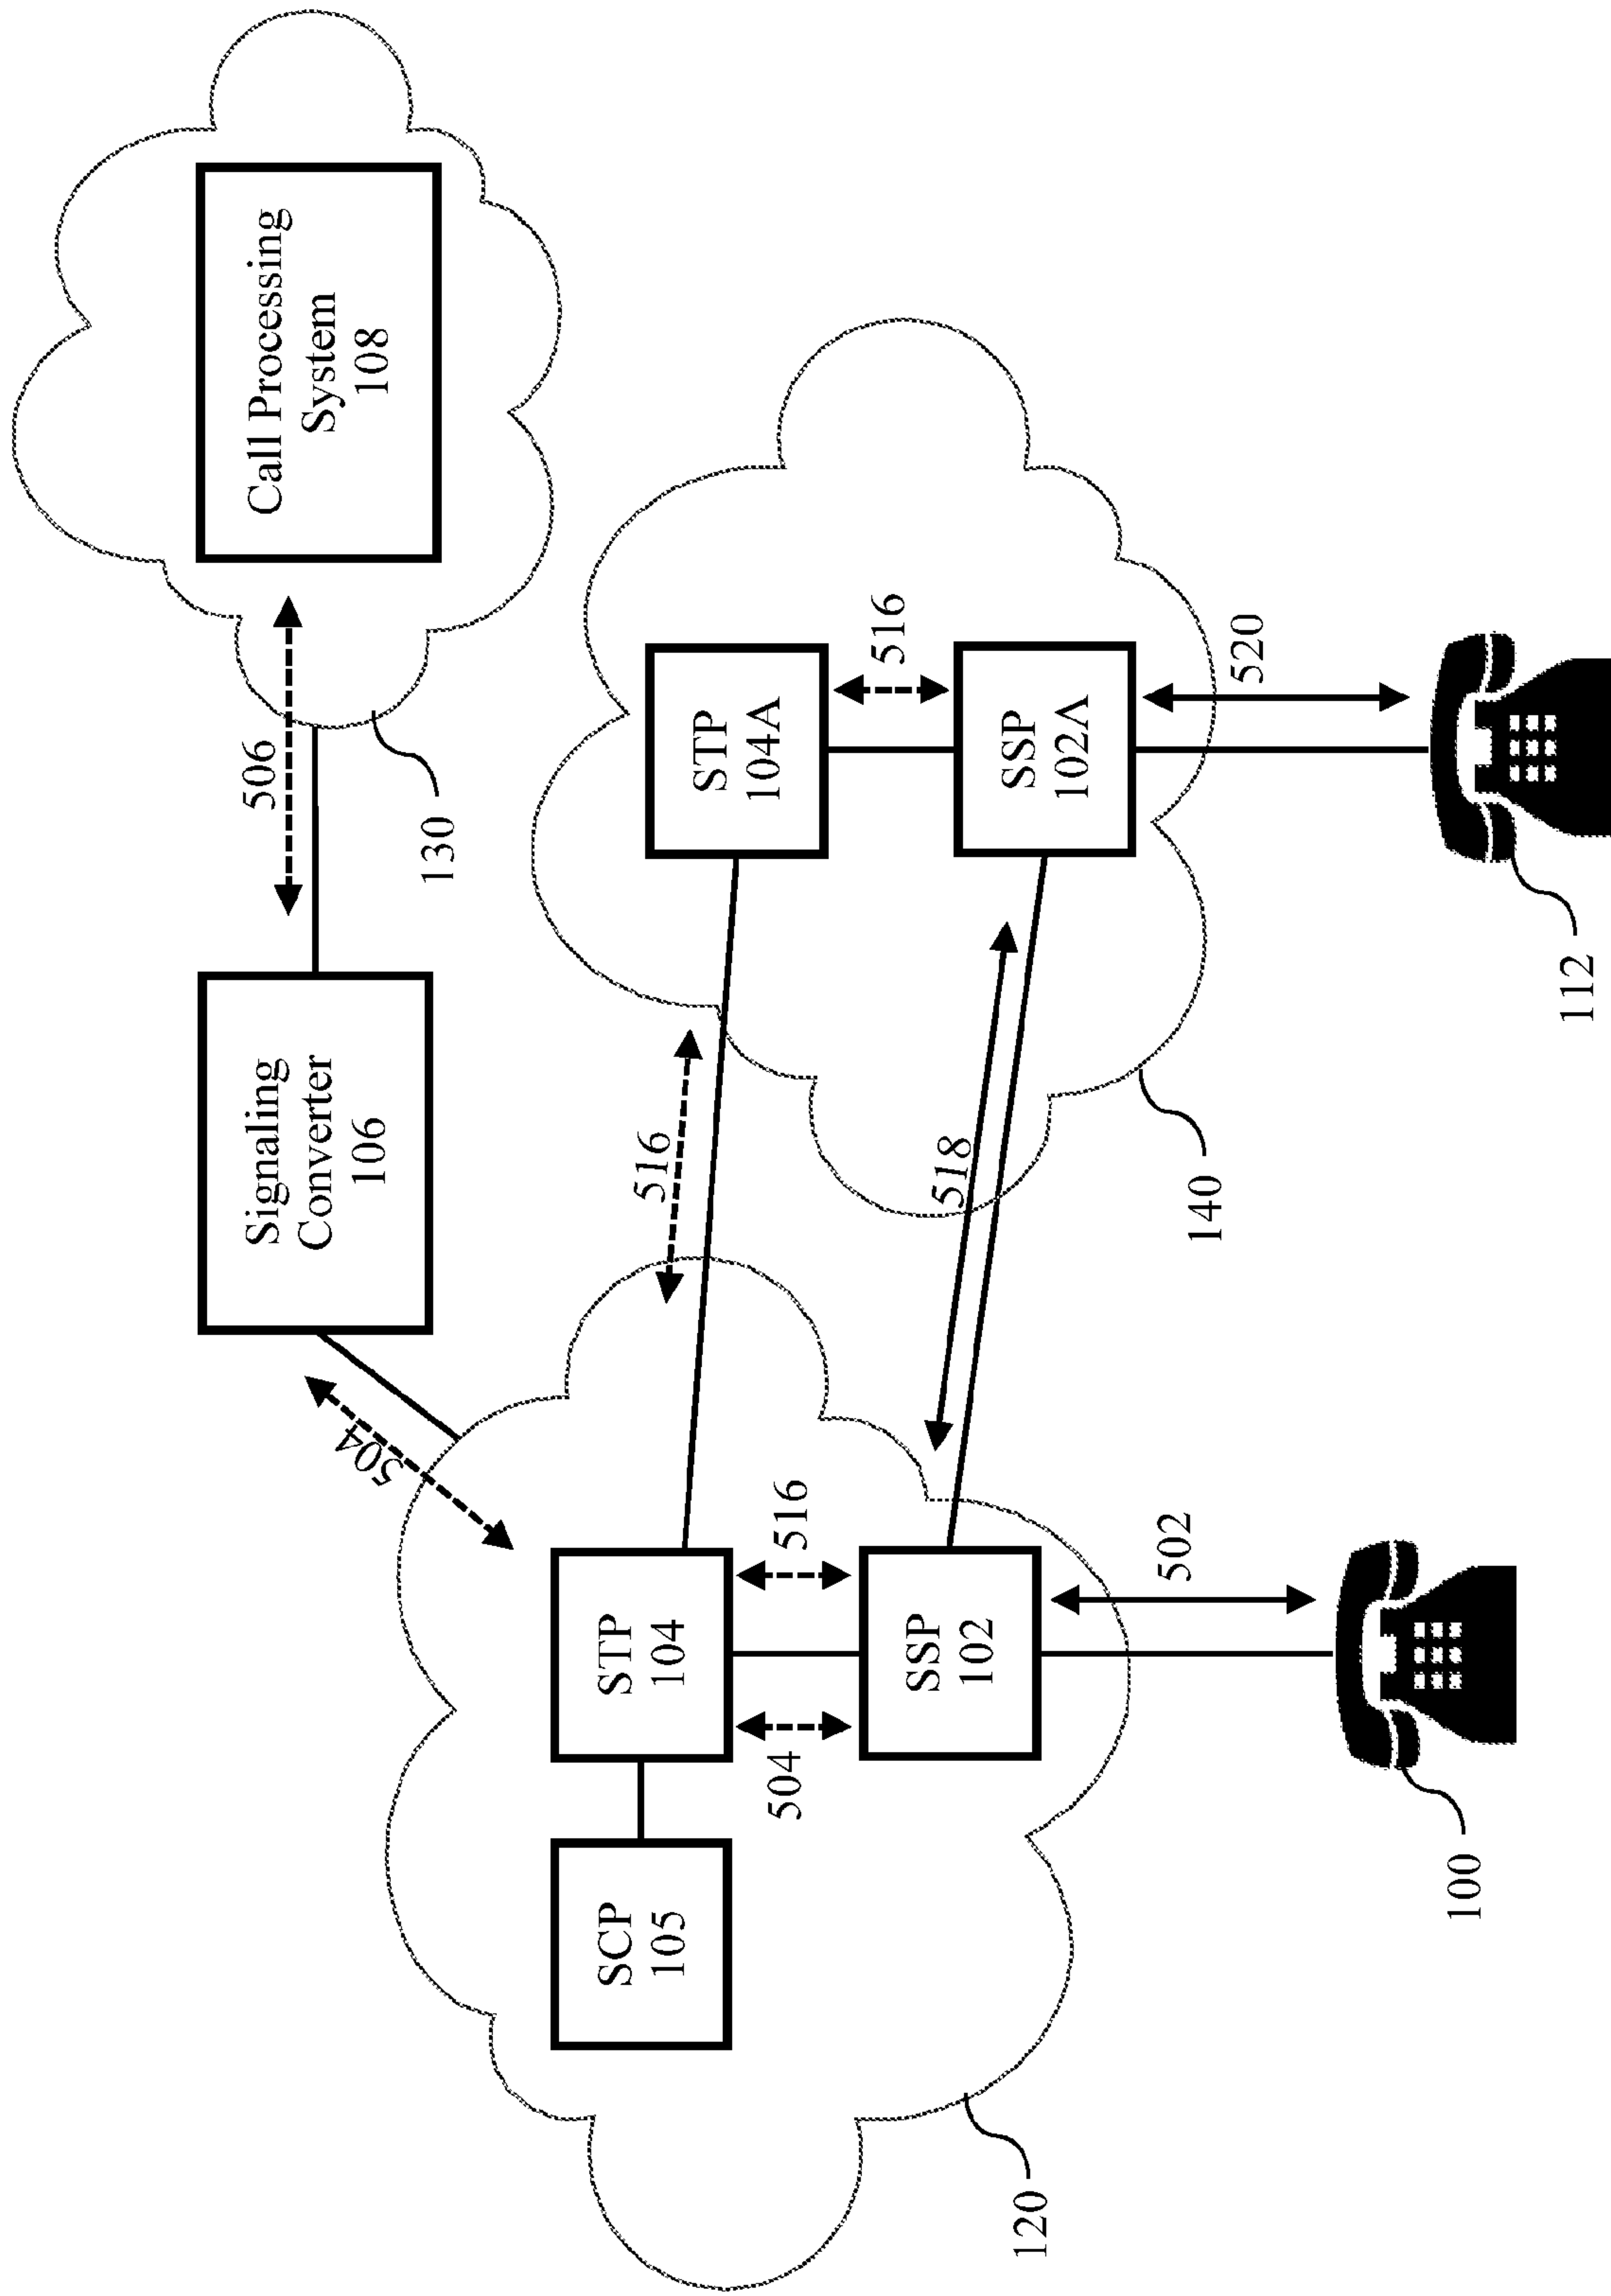 Signaling
Converter
106
506
Call Processing
System
108
504
130
516
STP
104A
516
SCP
105
STP
104
504
516
SSP
102
518
SSP
102A
502
520
140
120
100
112